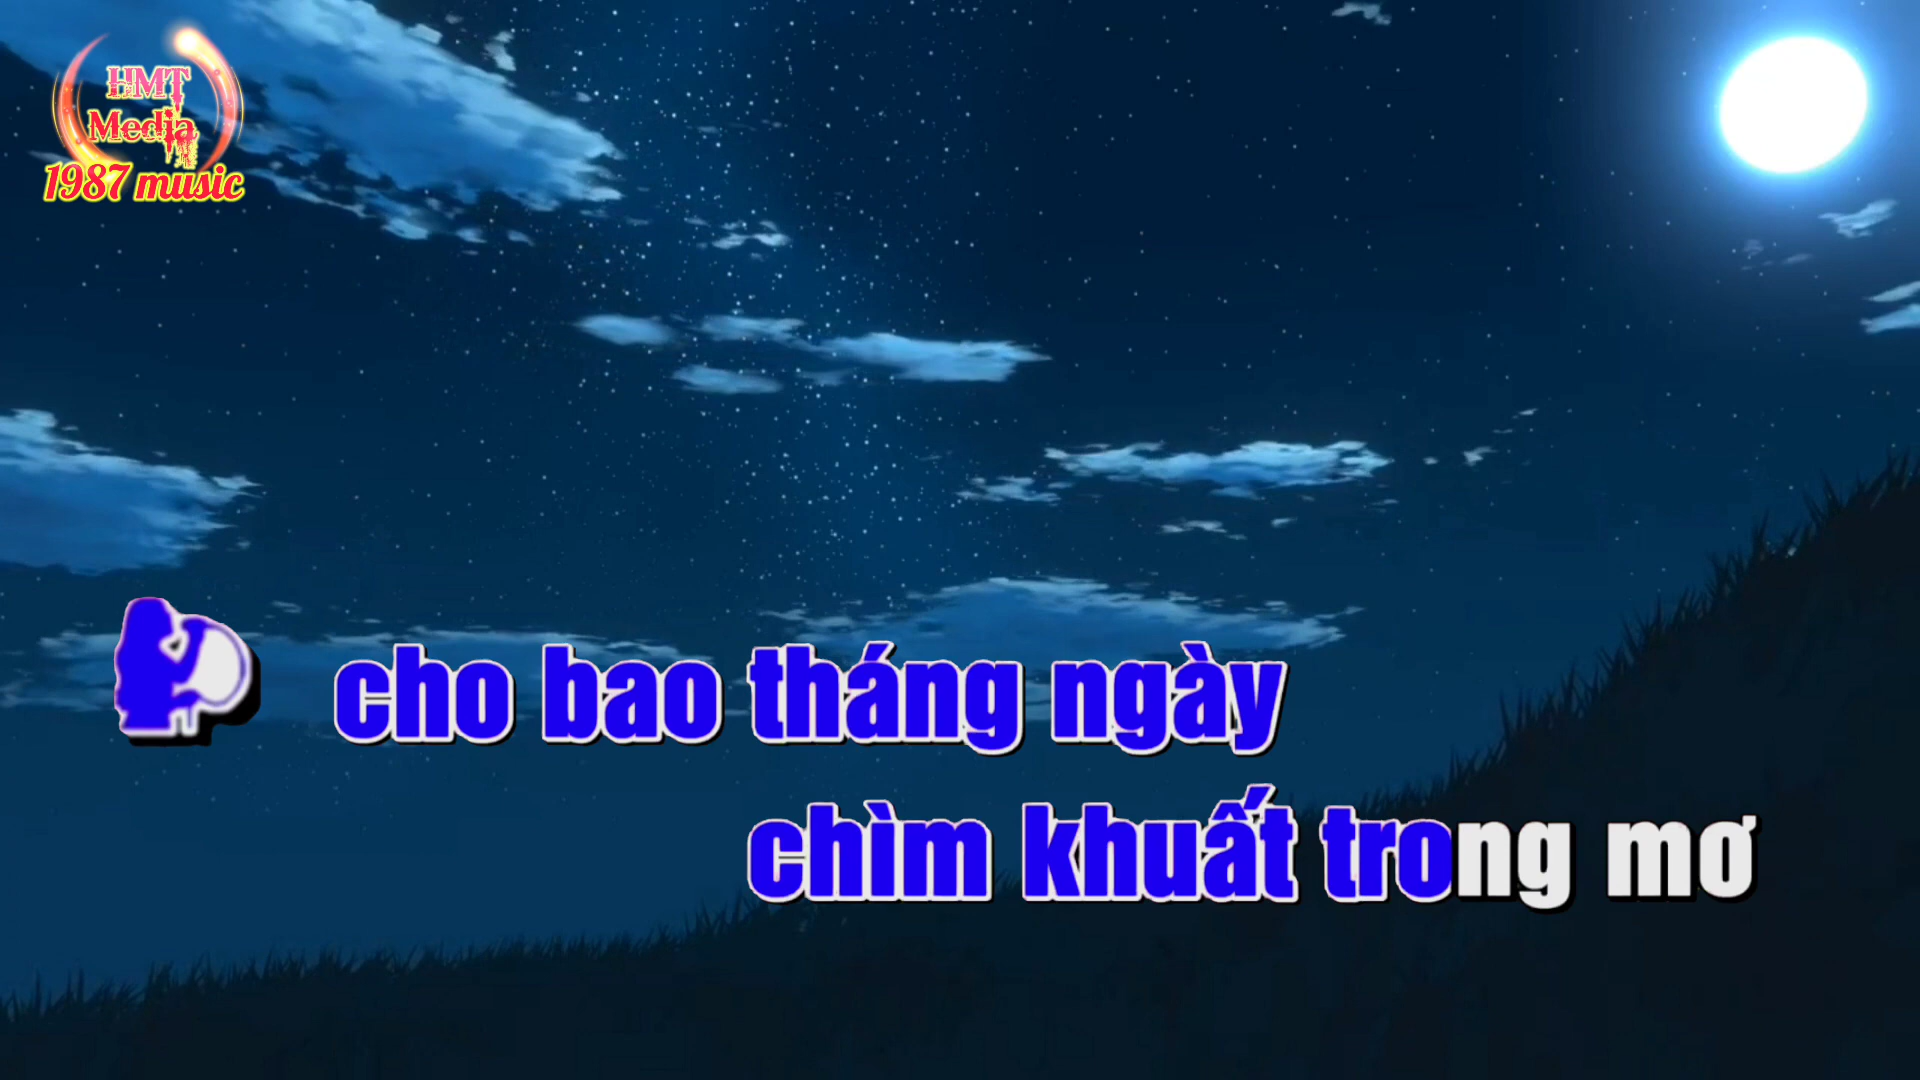 HMT
Media
1987 music
cho bao tháng ngày
chìm khuất trong mơ